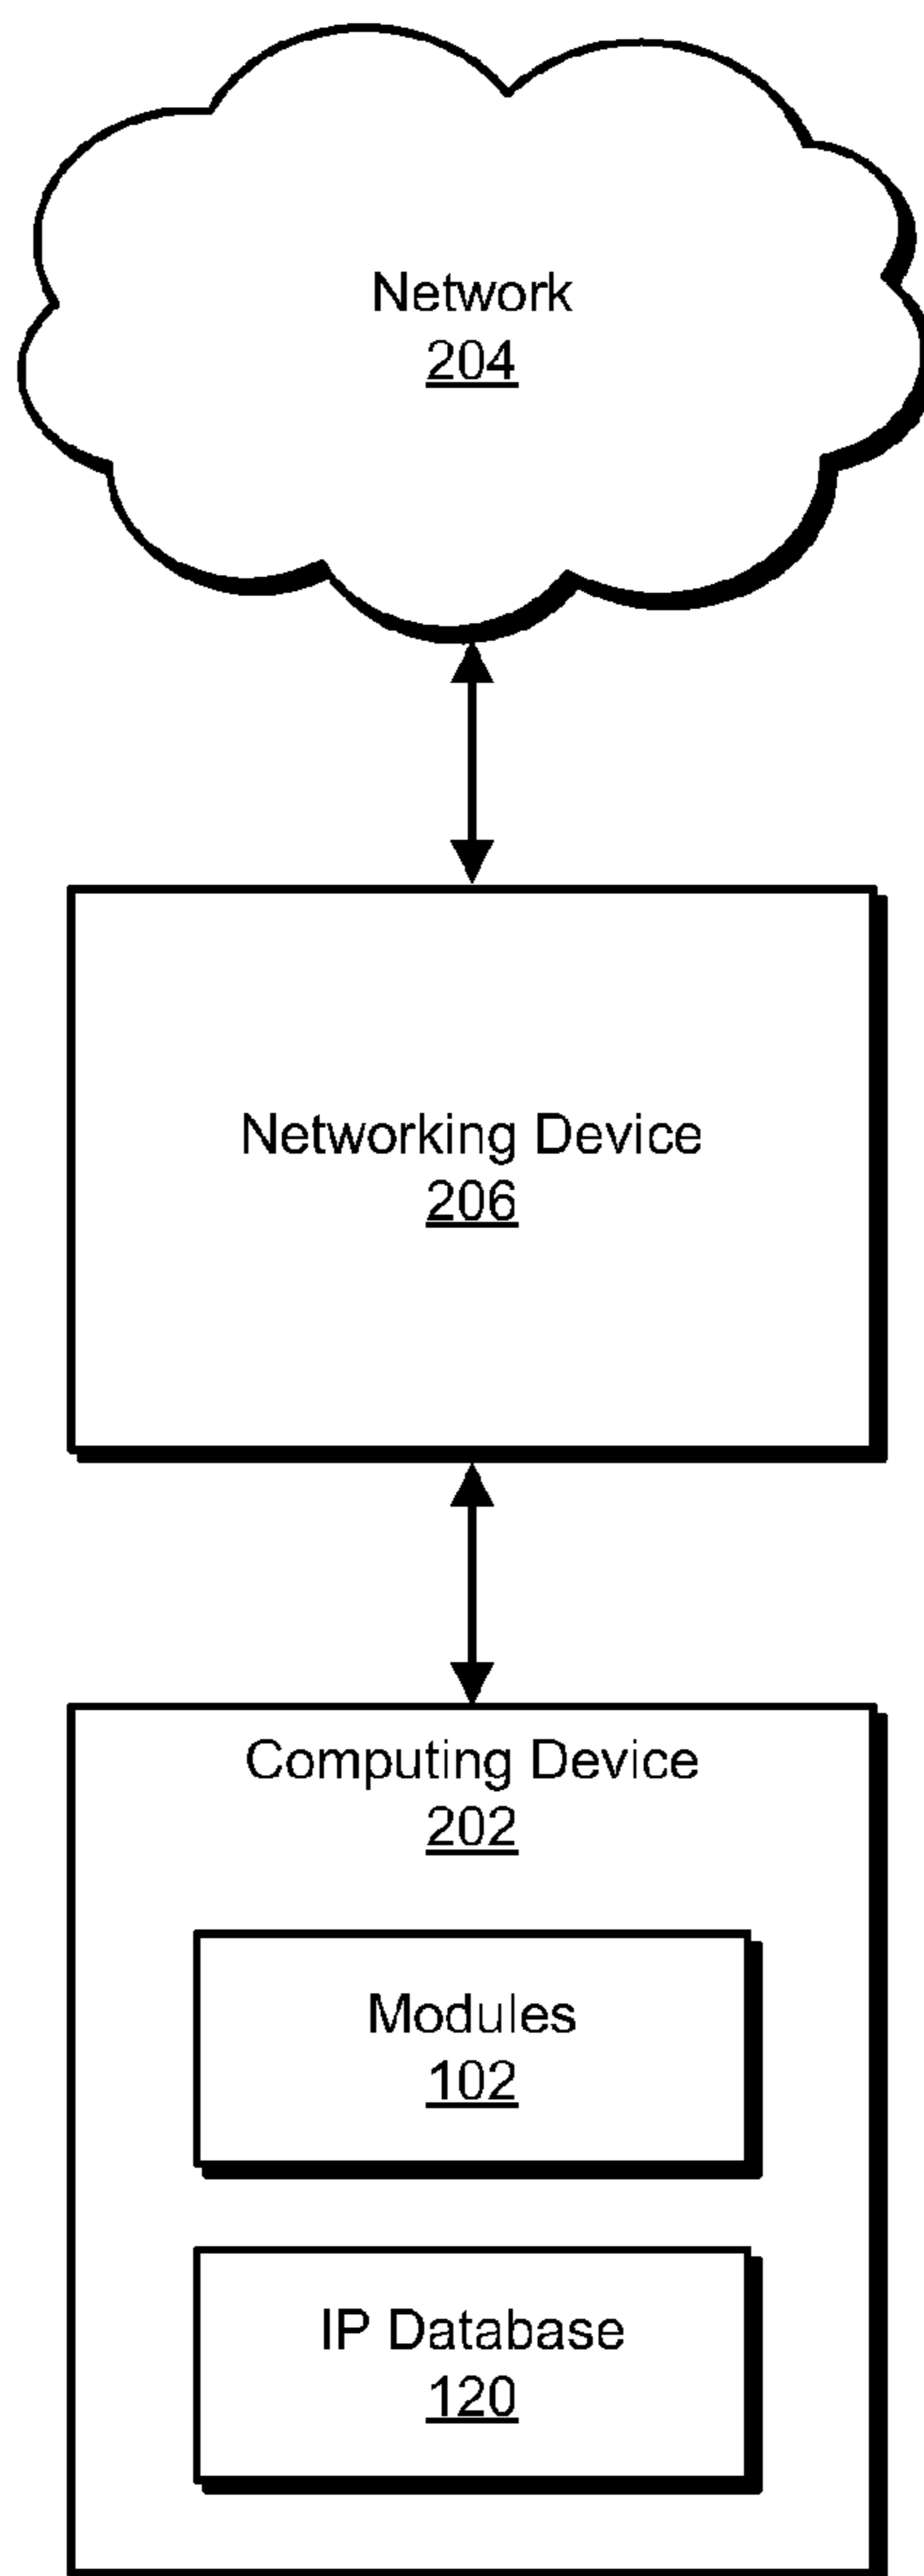 Network
204
Networking Device
206
Computing Device
202
Modules
102
IP Database
120